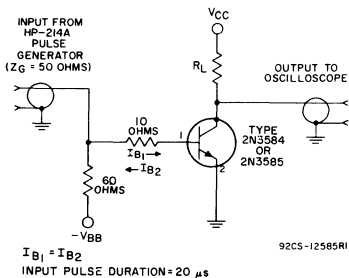 INPUT FROM
HP-214A
PULSE
GENERATOR
(ZG = 50 OHMS)
VCC
RL
OUTPUT TO
OSCILLOSCOPE
10
OHMS
IB1
IB2
1
2
TYPE
2N3584
OR
2N3585
60
OHMS
-VBB
IB1 = IB2
INPUT PULSE DURATION = 20 μs
92CS-12585R1